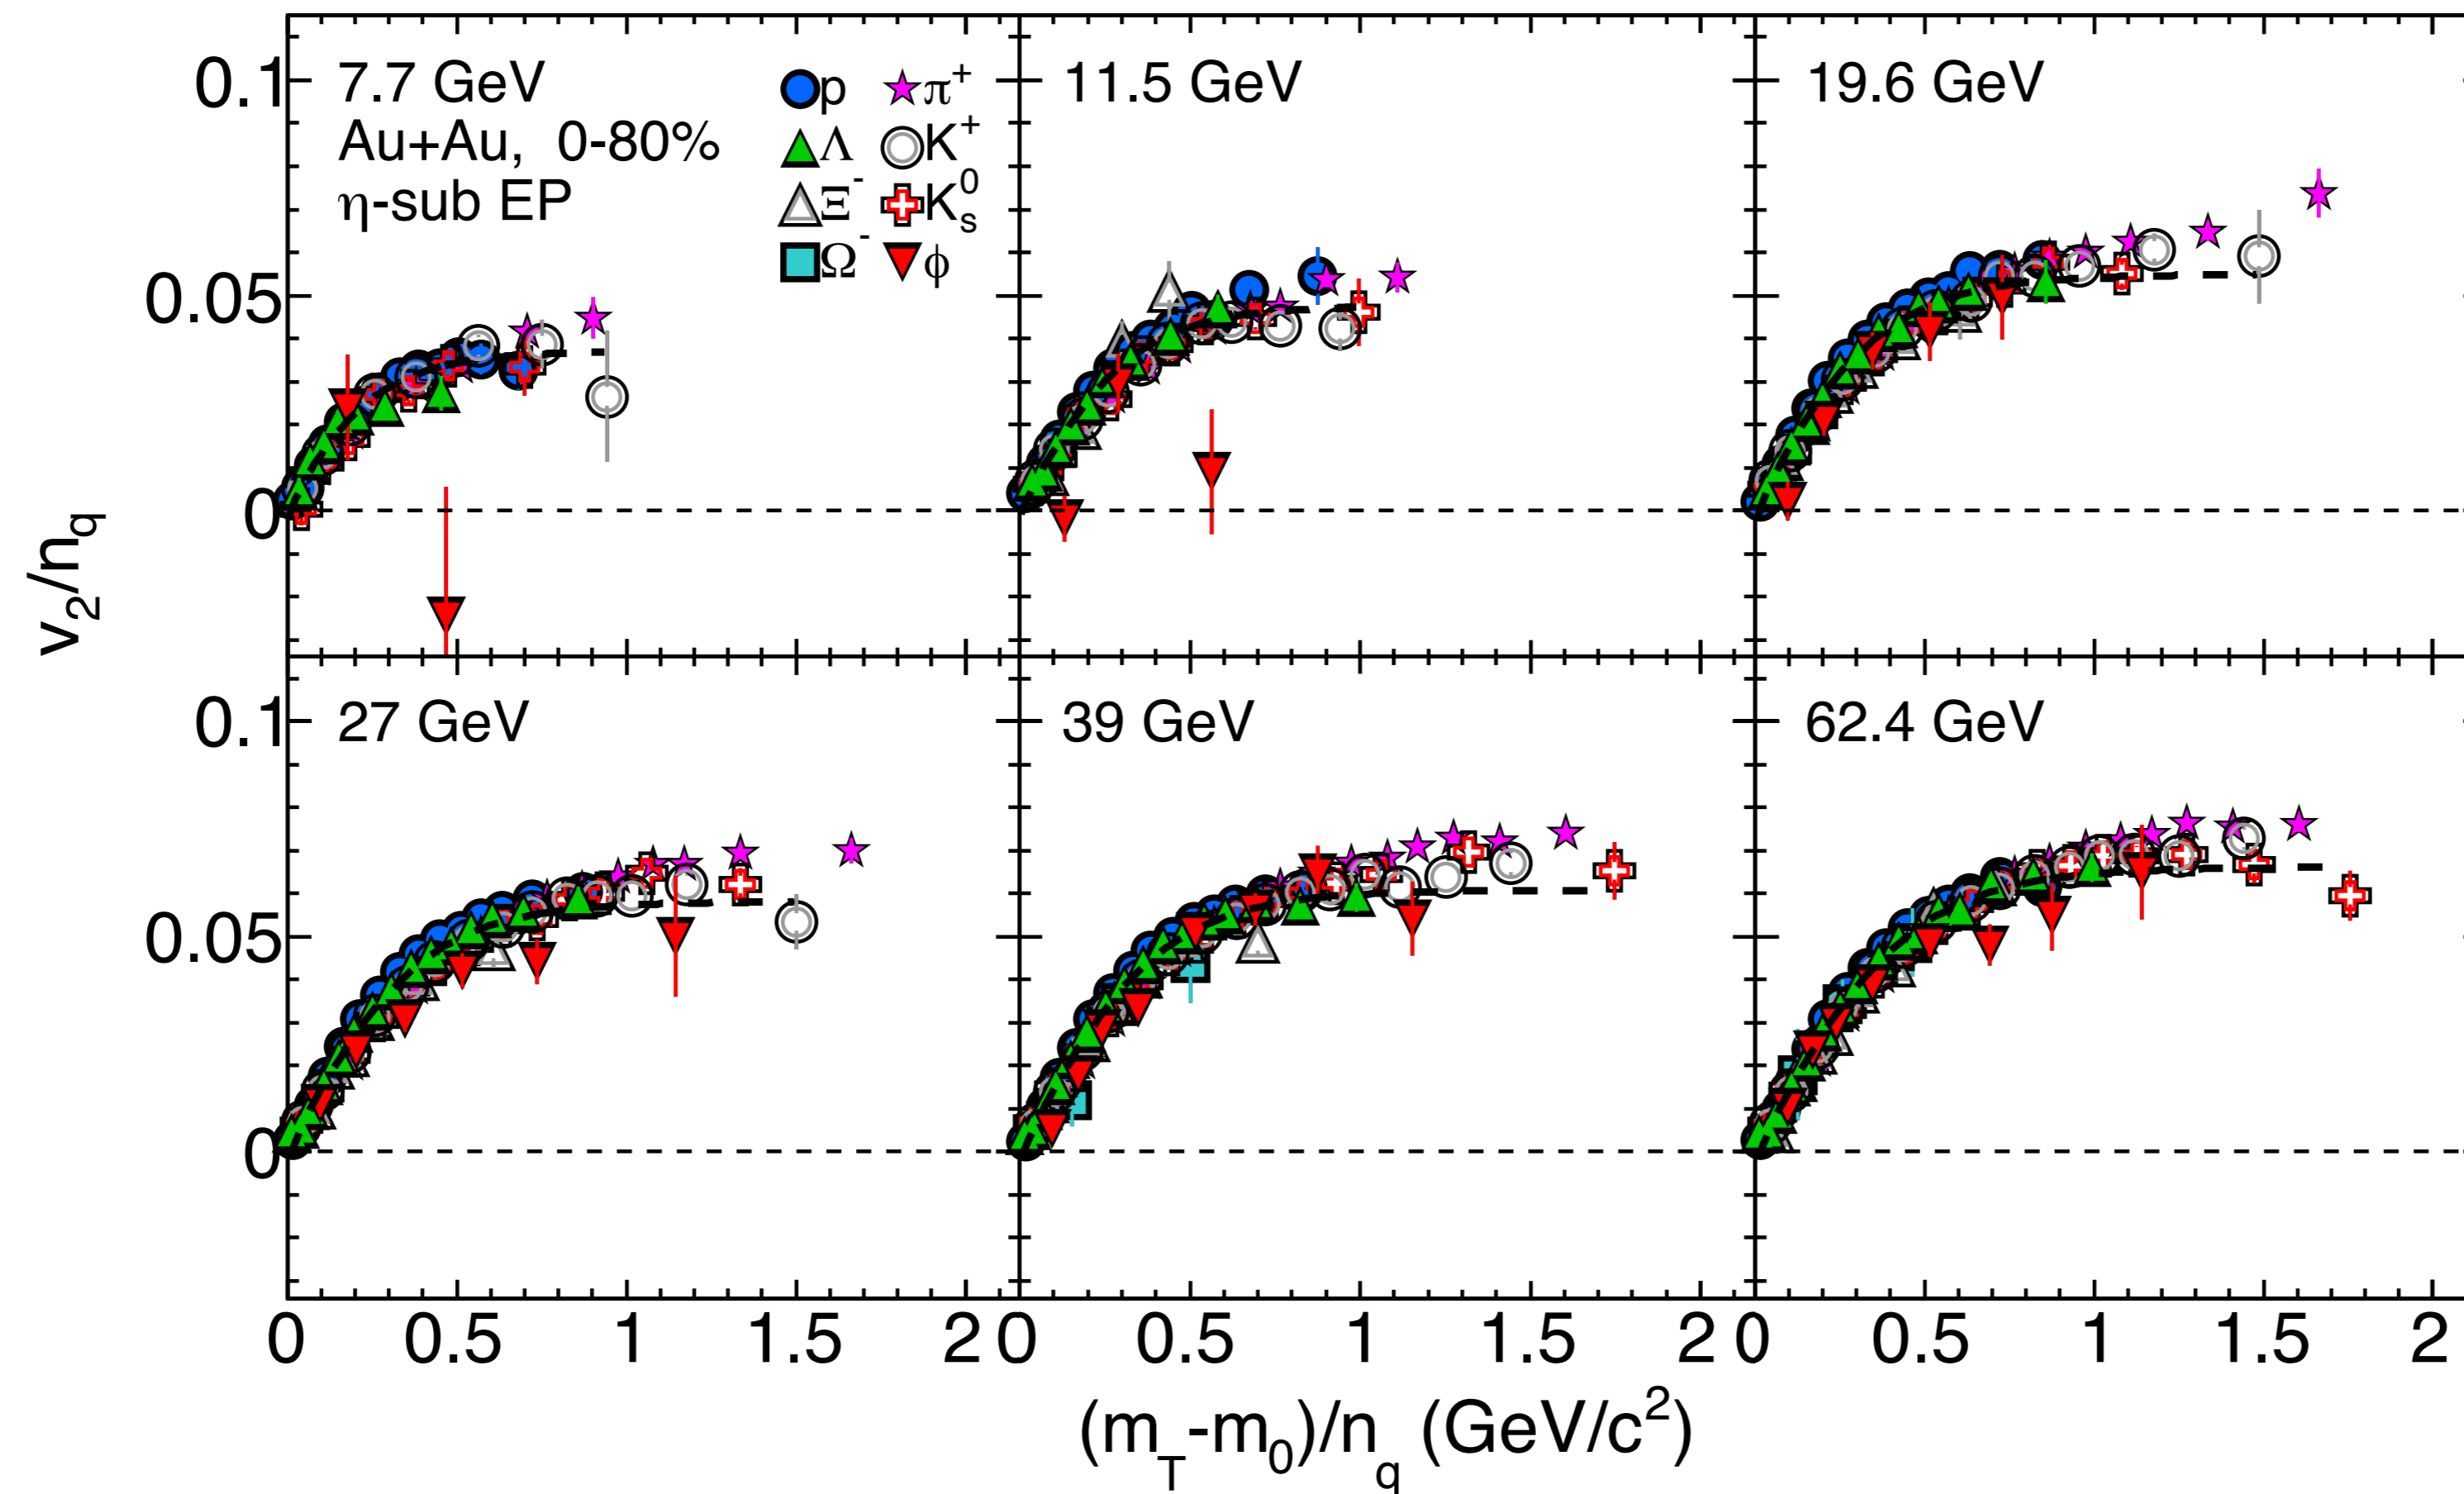 7.7 GeV
Au+Au, 0-80%
η-sub EP
p π⁺
Λ K⁺
Ξ⁻ K⁰ₛ
Ω⁻ ϕ
11.5 GeV
19.6 GeV
0.1
0.05
0
27 GeV
39 GeV
62.4 GeV
0.1
0.05
0
v₂/n_q
0 0.5 1 1.5 2 0 0.5 1 1.5 2 0 0.5 1 1.5 2
(m_T-m₀)/n_q (GeV/c²)